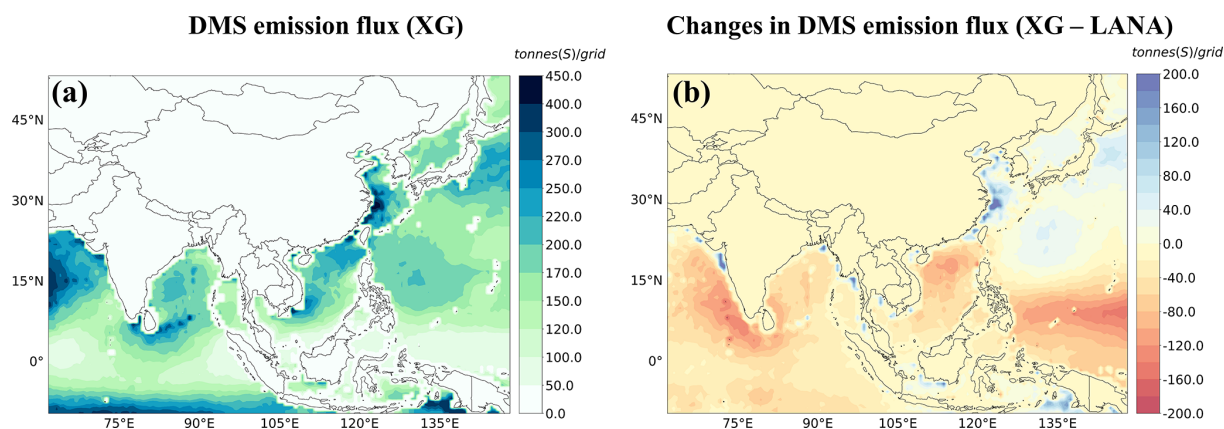 DMS emission flux (XG)
tonnes(S)/grid
(a)
450.0
400.0
300.0
270.0
250.0
220.0
200.0
170.0
150.0
120.0
100.0
50.0
0.0
45°N
30°N
15°N
0°
75°E
90°E
105°E
120°E
135°E
Changes in DMS emission flux (XG – LANA)
tonnes(S)/grid
(b)
200.0
160.0
120.0
80.0
40.0
0.0
-40.0
-80.0
-120.0
-160.0
-200.0
45°N
30°N
15°N
0°
75°E
90°E
105°E
120°E
135°E